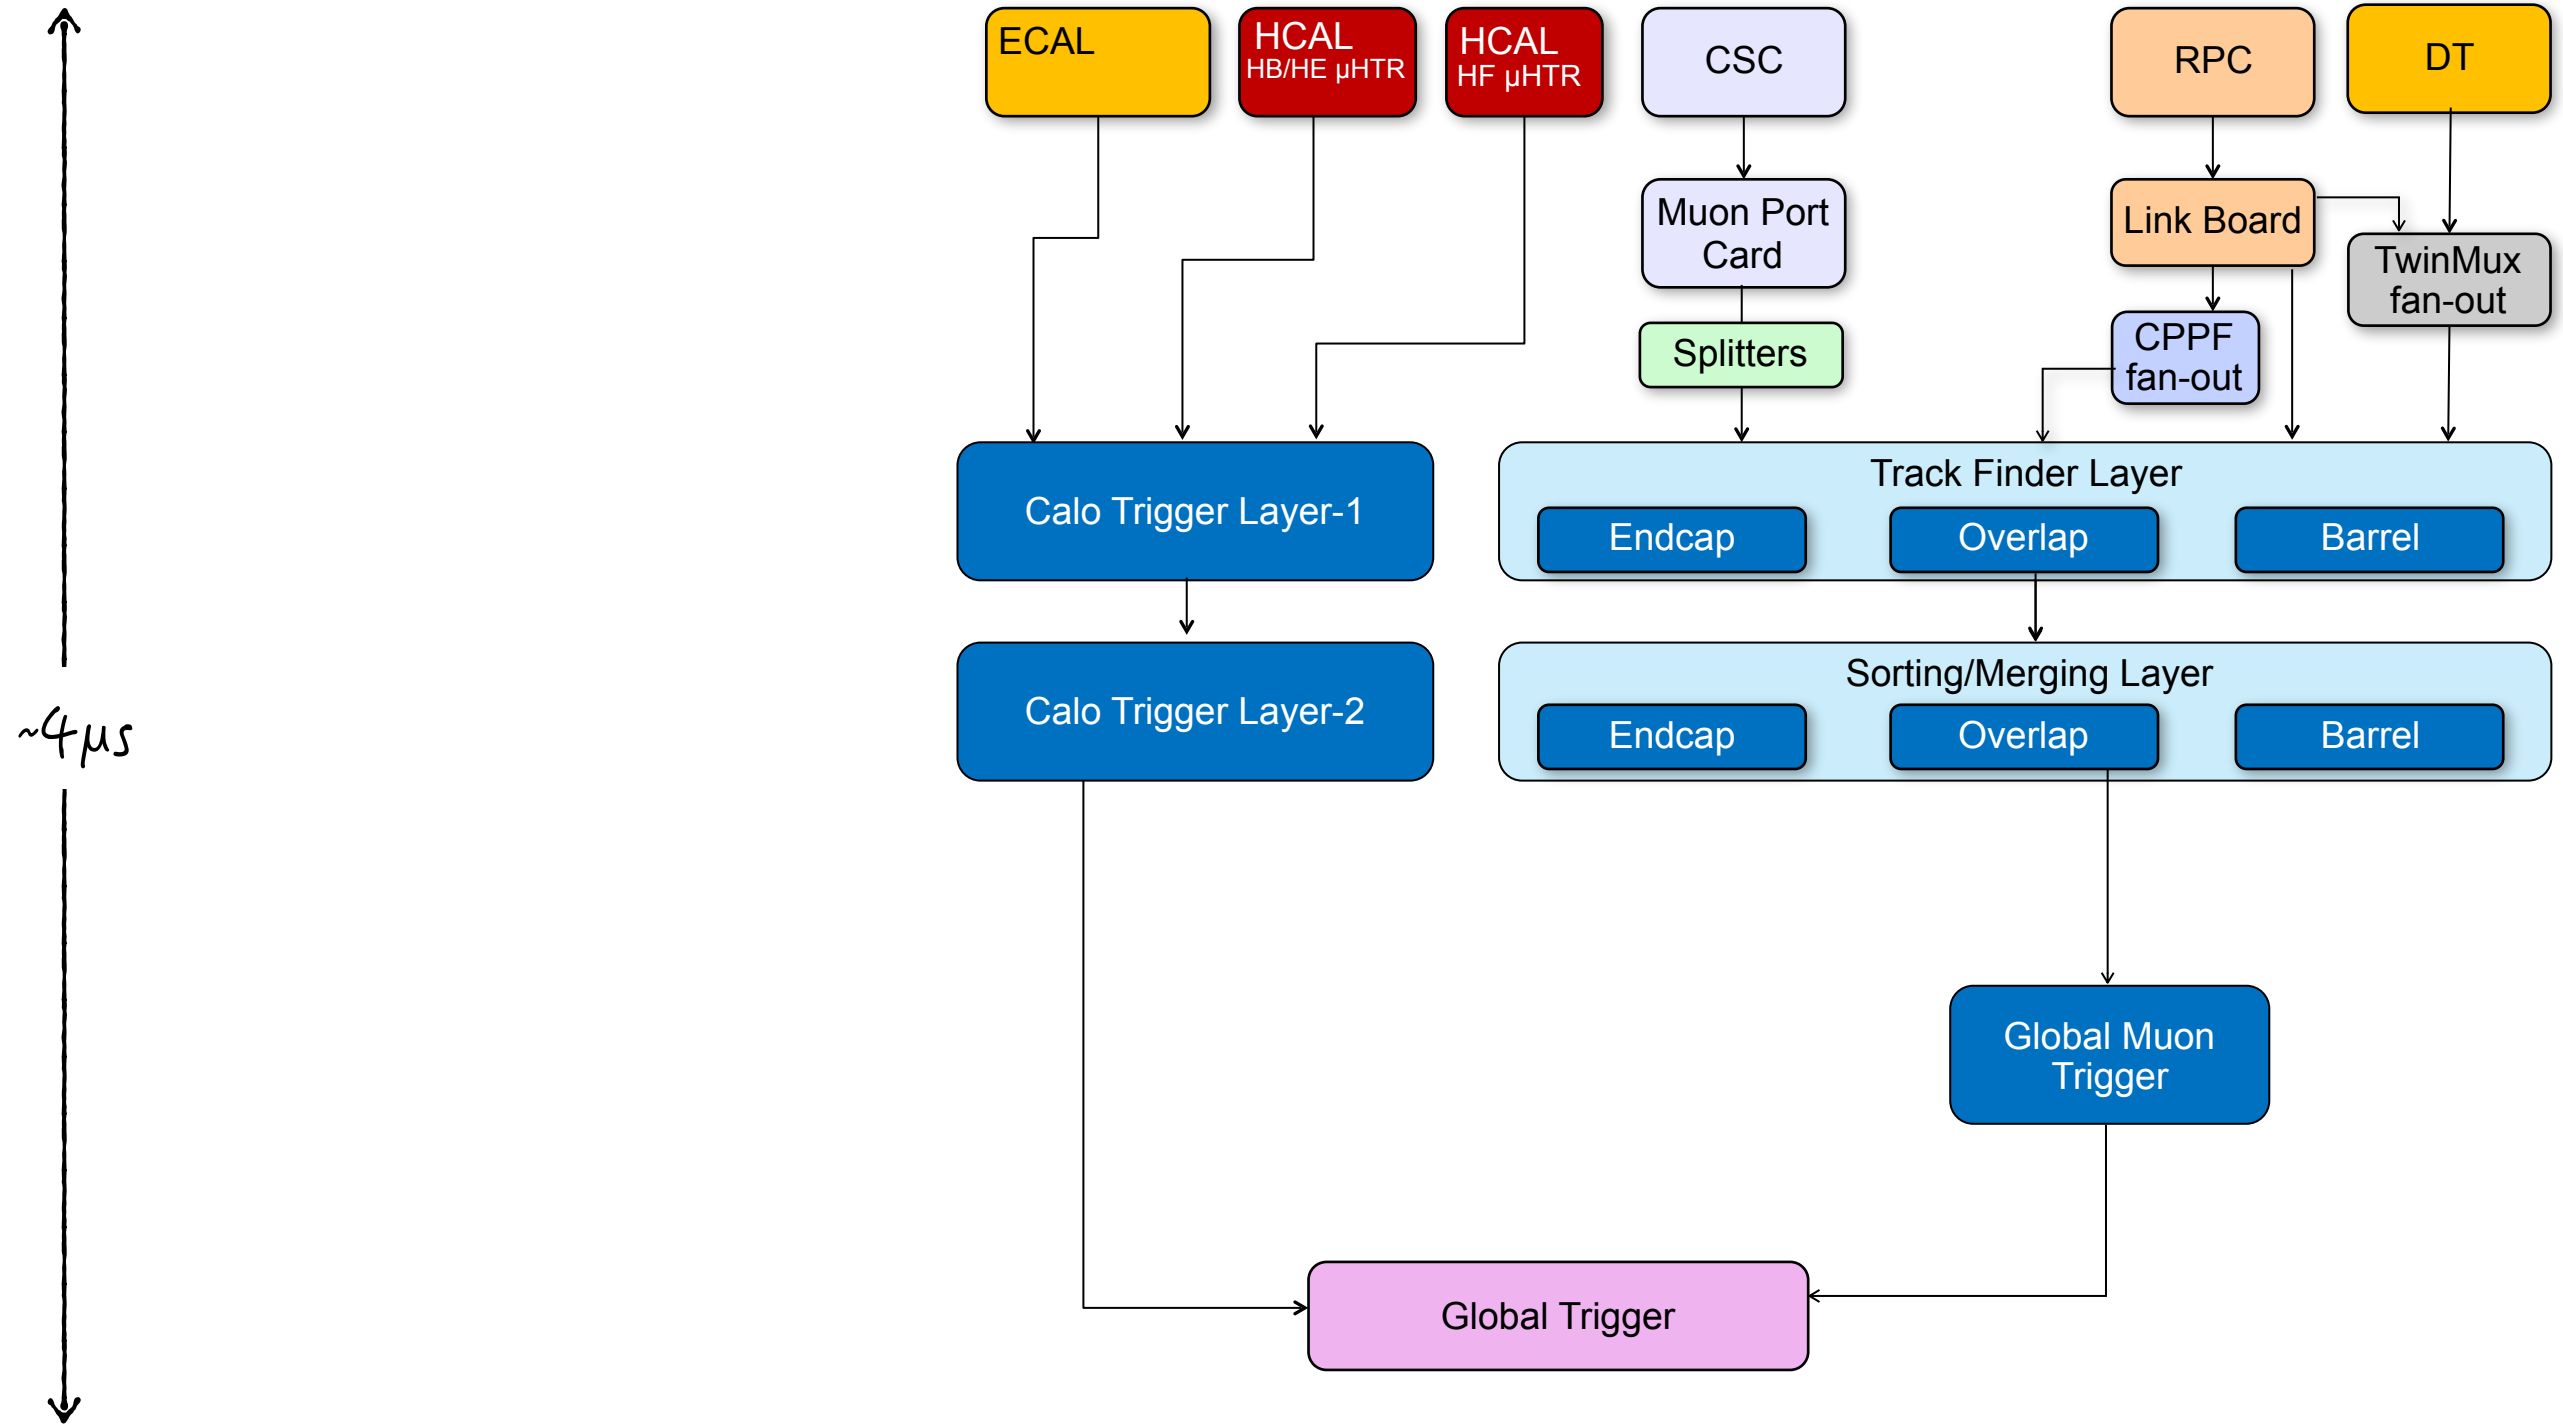 ECAL
HCAL
HB/HE µHTR
HCAL
HF µHTR
CSC
RPC
DT
Muon Port
Card
Link Board
TwinMux
fan-out
Splitters
CPPF
fan-out
Calo Trigger Layer-1
Track Finder Layer
Endcap
Overlap
Barrel
~4µs
Calo Trigger Layer-2
Sorting/Merging Layer
Endcap
Overlap
Barrel
Global Muon
Trigger
Global Trigger